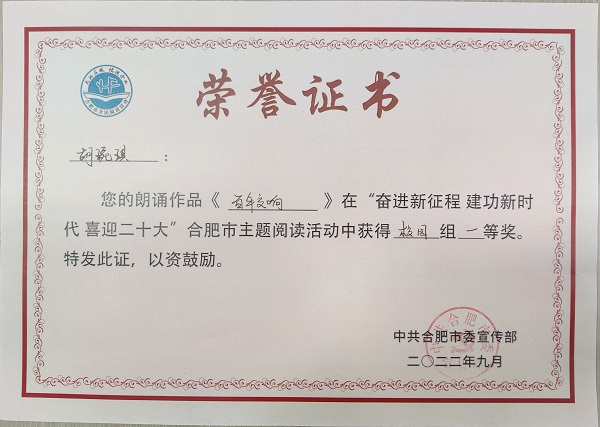 荣誉证书
胡琬琪：
您的朗诵作品《百年交响》在“奋进新征程 建功新时
代 喜迎二十大”合肥市主题阅读活动中获得 校园 组 一 等奖。
特发此证，以资鼓励。
中共合肥市委宣传部
二〇二二年九月